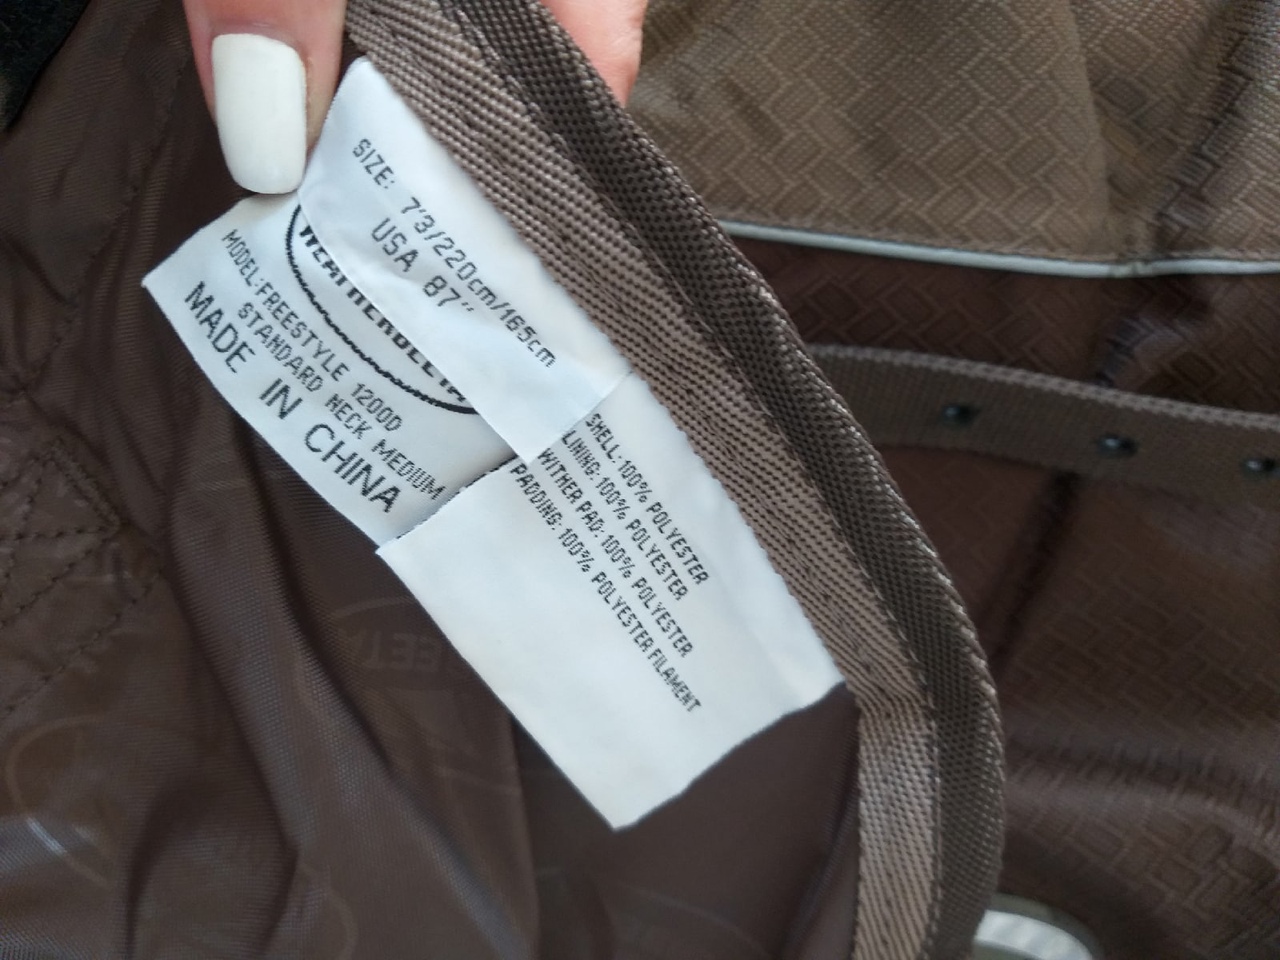 SIZE: 7'3/220cm/165cm
USA 87"
WEATHERBEETA
MODEL:FREESTYLE 1200D
STANDARD NECK MEDIUM
MADE IN CHINA
SHELL: 100% POLYESTER
LINING: 100% POLYESTER
WITHER PAD: 100% POLYESTER
PADDING: 100% POLYESTER FILAMENT